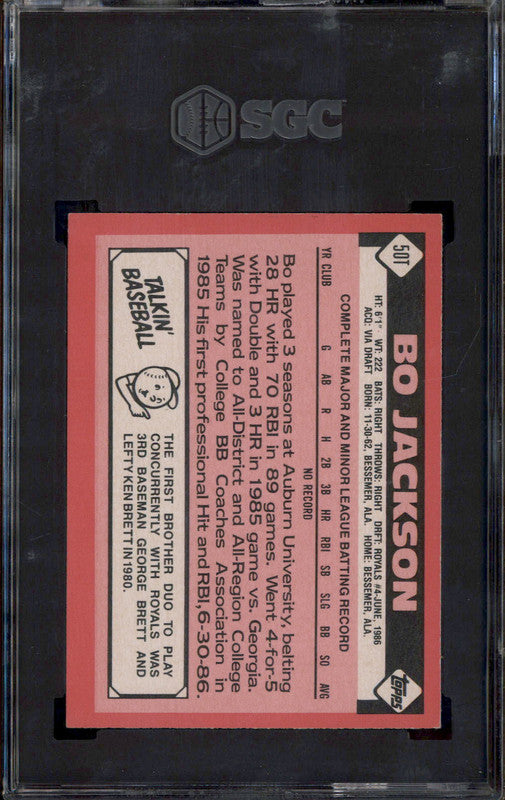 SGC
50T
BO JACKSON
HT: 6'1" WT: 222 BATS: RIGHT THROWS: RIGHT DRFT: ROYALS #4-JUNE, 1986
ACQ: VIA DRAFT BORN: 11-30-62, BESSEMER, ALA. HOME: BESSEMER, ALA.
topps
COMPLETE MAJOR AND MINOR LEAGUE BATTING RECORD
YR CLUB G AB R H 2B 3B HR RBI SB SLG BB SO AVG
NO RECORD
Bo played 3 seasons at Auburn University, belting
28 HR with 70 RBI in 89 games. Went 4-for-5
with Double and 3 HR in 1985 game vs. Georgia.
Was named to All-District and All-Region College
Teams by College BB Coaches Association in
1985 His first professional Hit and RBI, 6-30-86.
TALKIN'
BASEBALL
THE FIRST BROTHER DUO TO PLAY
CONCURRENTLY WITH ROYALS WAS
3RD BASEMAN GEORGE BRETT AND
LEFTY KEN BRETT IN 1980.